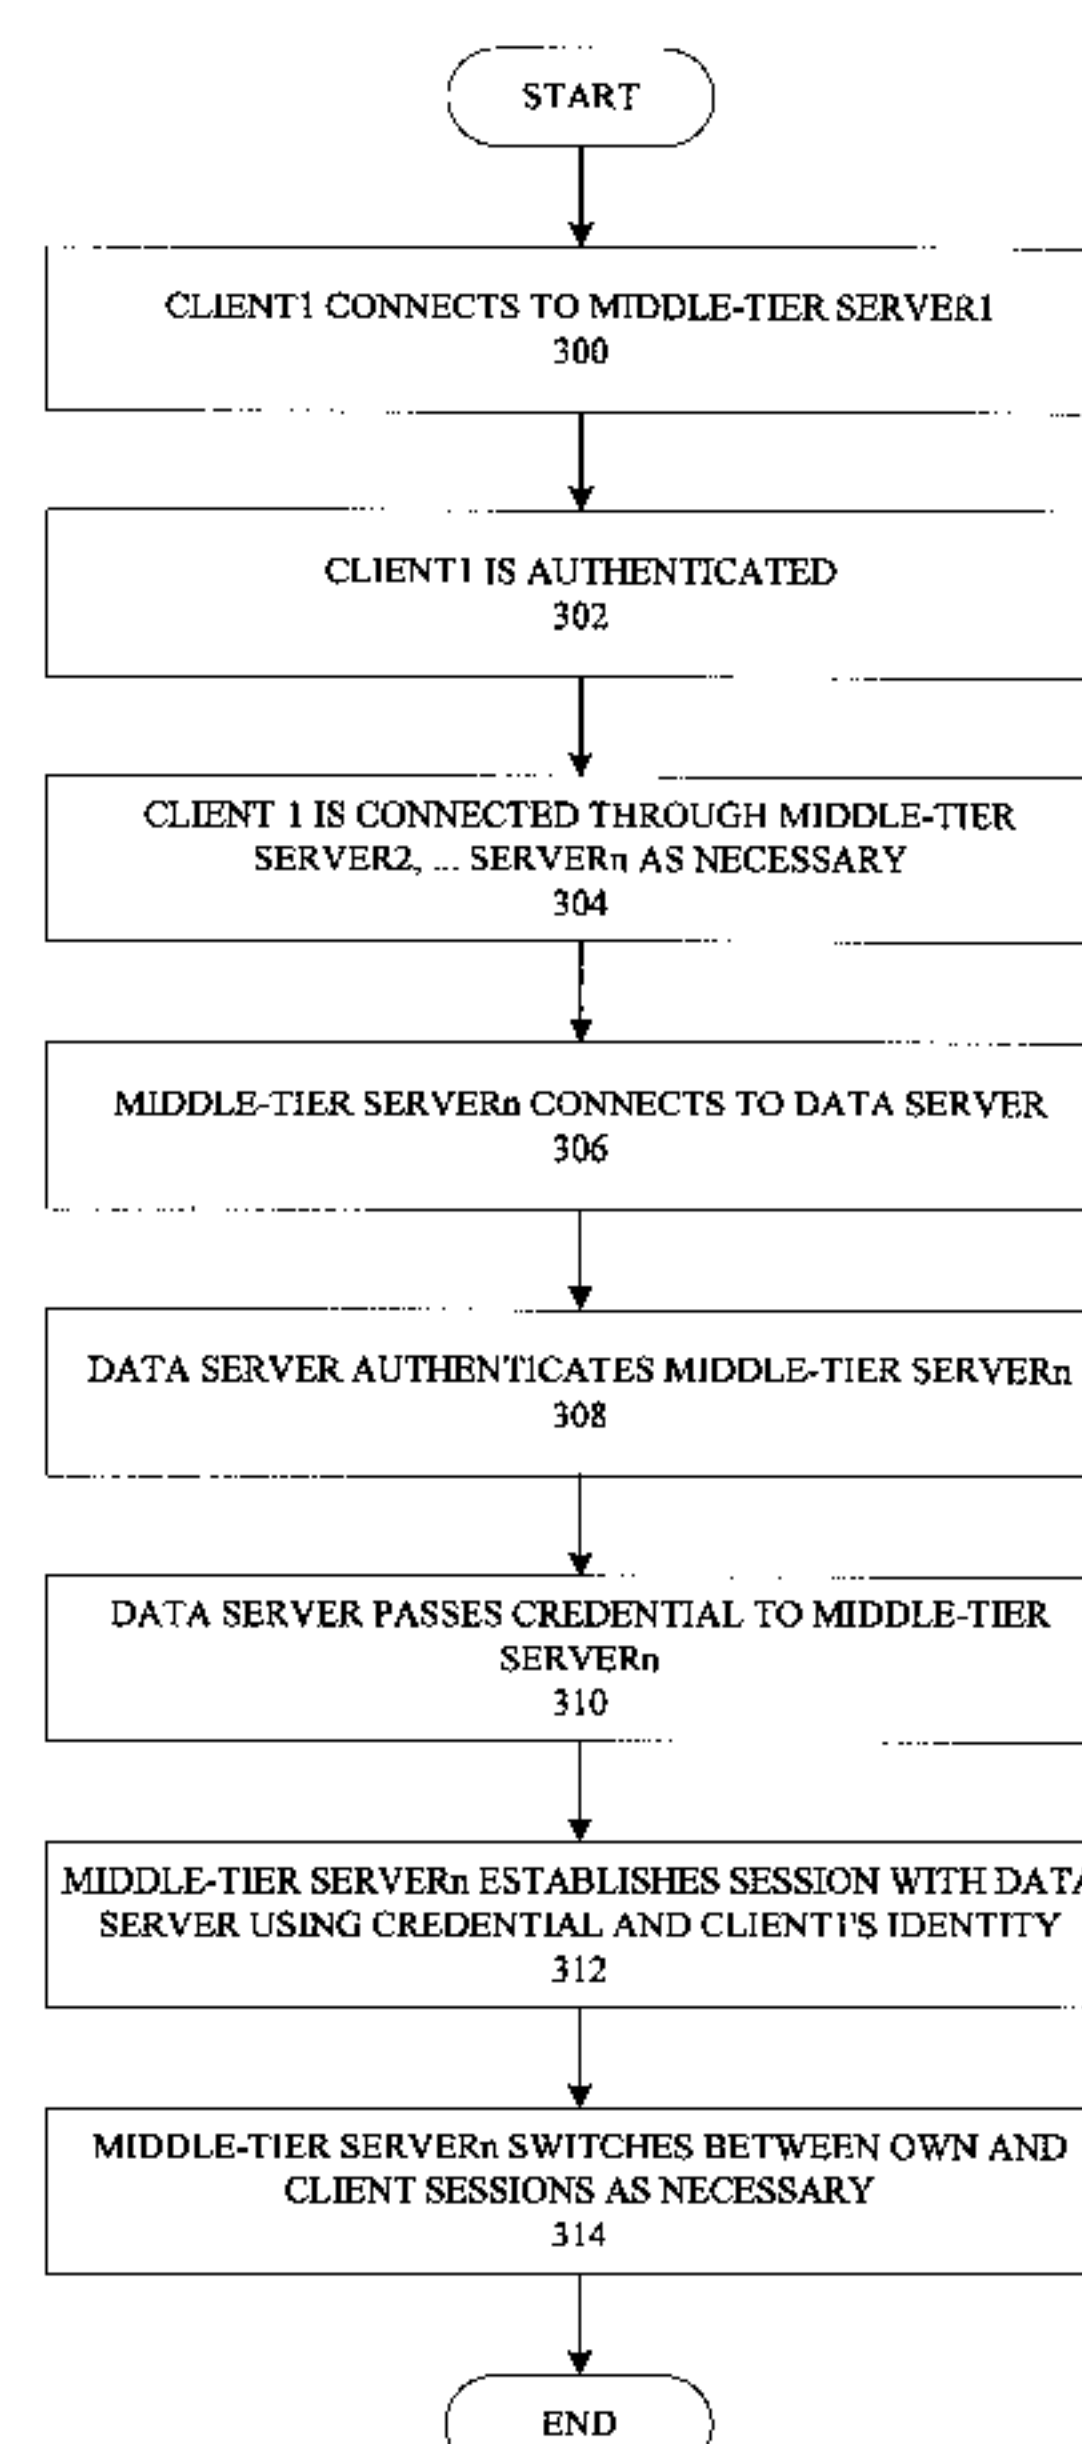 START
CLIENT1 CONNECTS TO MIDDLE-TIER SERVER1
300
CLIENT1 IS AUTHENTICATED
302
CLIENT 1 IS CONNECTED THROUGH MIDDLE-TIER
SERVER2, ... SERVERn AS NECESSARY
304
MIDDLE-TIER SERVERn CONNECTS TO DATA SERVER
306
DATA SERVER AUTHENTICATES MIDDLE-TIER SERVERn
308
DATA SERVER PASSES CREDENTIAL TO MIDDLE-TIER
SERVERn
310
MIDDLE-TIER SERVERn ESTABLISHES SESSION WITH DATA
SERVER USING CREDENTIAL AND CLIENT1'S IDENTITY
312
MIDDLE-TIER SERVERn SWITCHES BETWEEN OWN AND
CLIENT SESSIONS AS NECESSARY
314
END